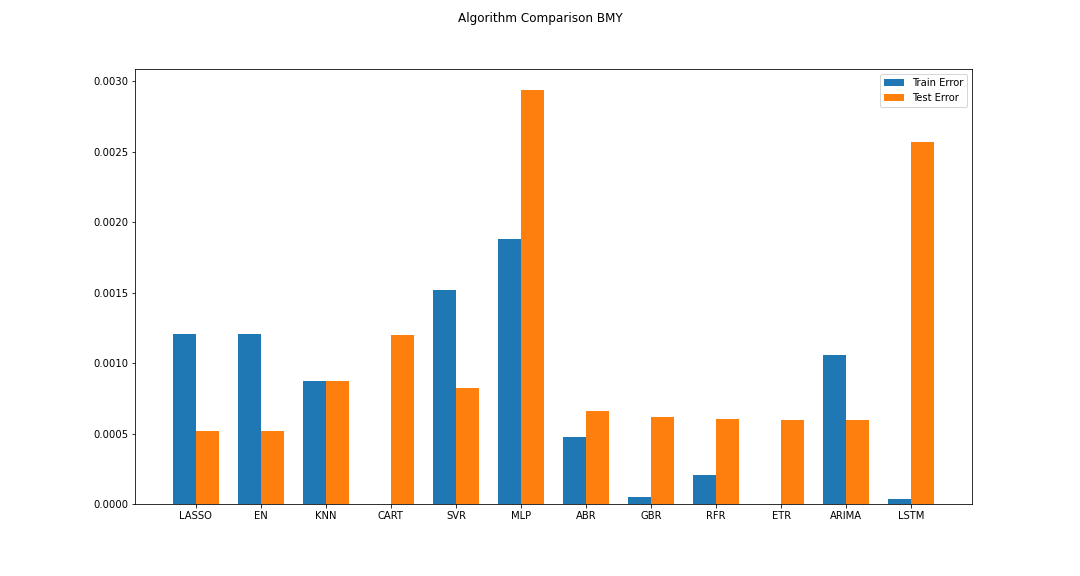 Algorithm Comparison BMY
Train Error
Test Error
0.0030
0.0025
0.0020
0.0015
0.0010
0.0005
0.0000
LASSO EN KNN CART SVR MLP ABR GBR RFR ETR ARIMA LSTM